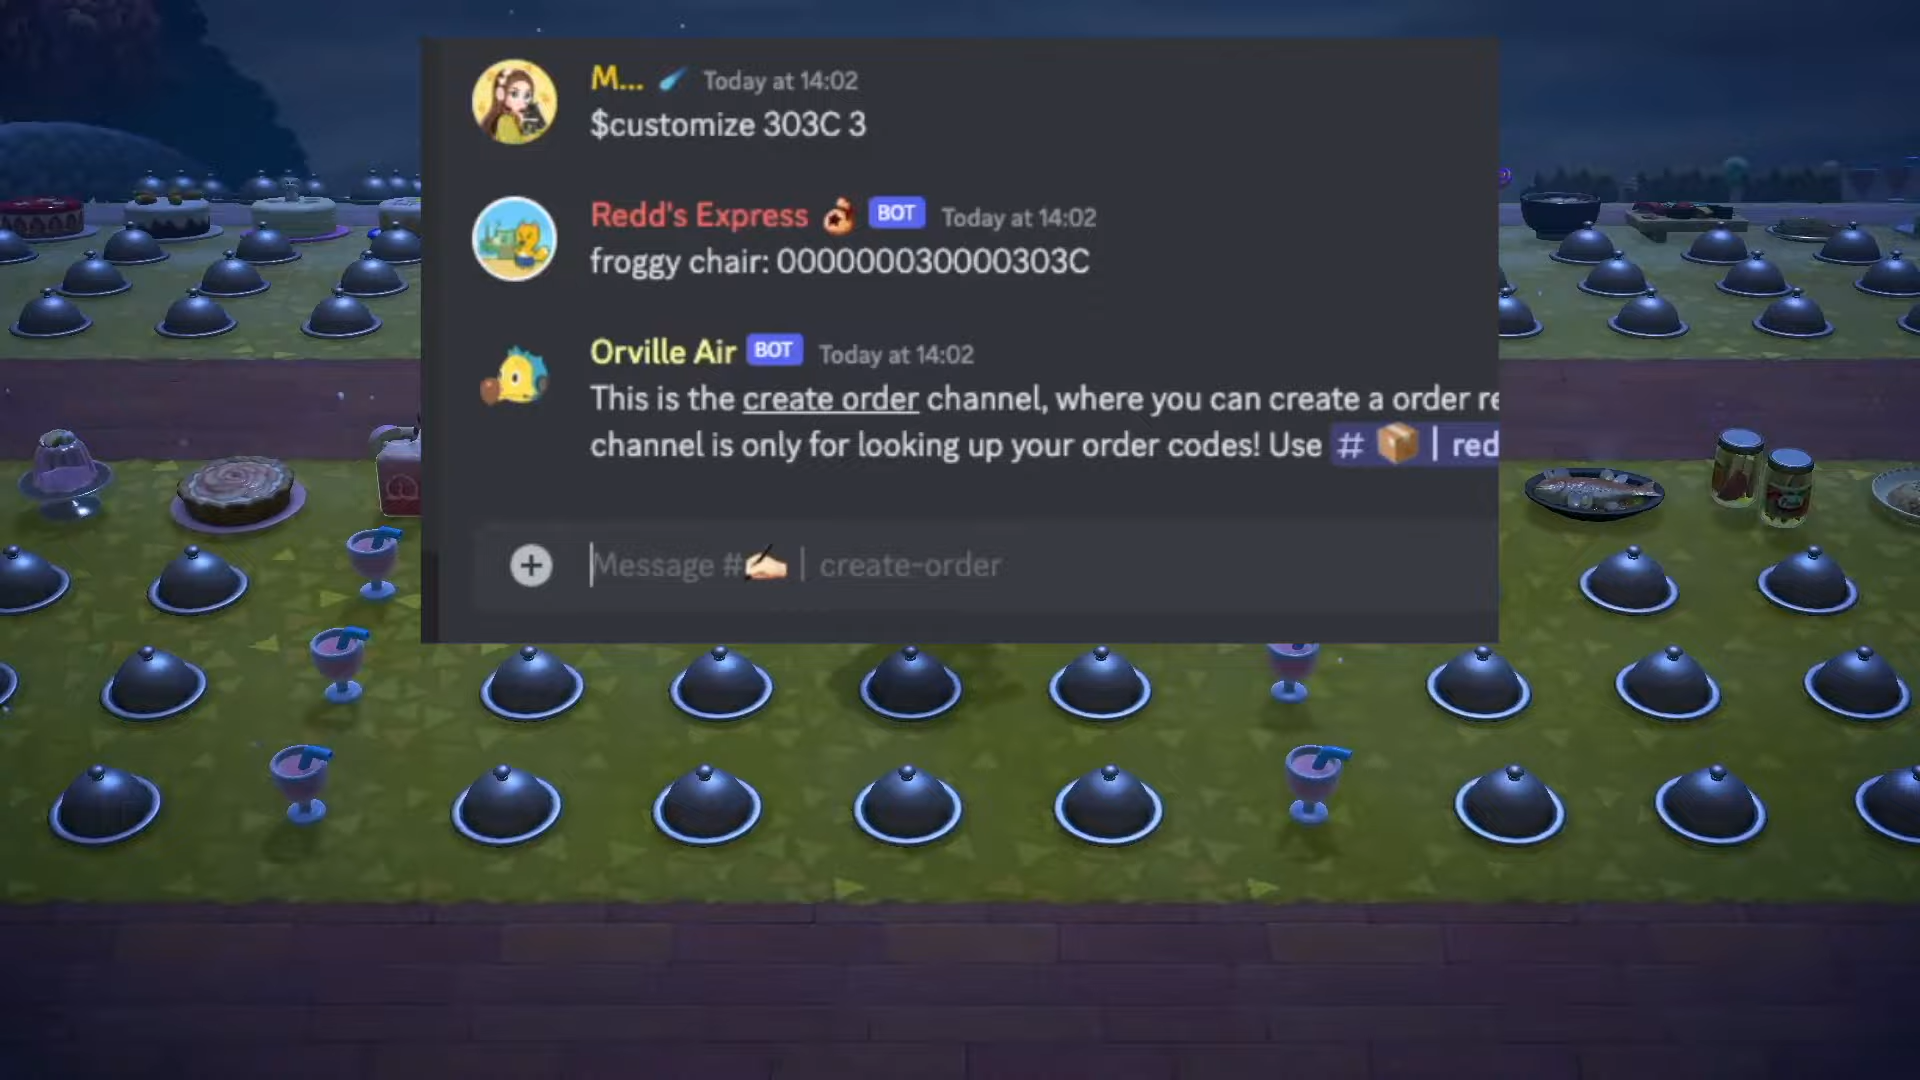 M... Today at 14:02
$customize 303C 3
Redd's Express BOT Today at 14:02
froggy chair: 000000030000303C
Orville Air BOT Today at 14:02
This is the create order channel, where you can create a order re
channel is only for looking up your order codes! Use # 📦 | red
Message #✍🏻 | create-order